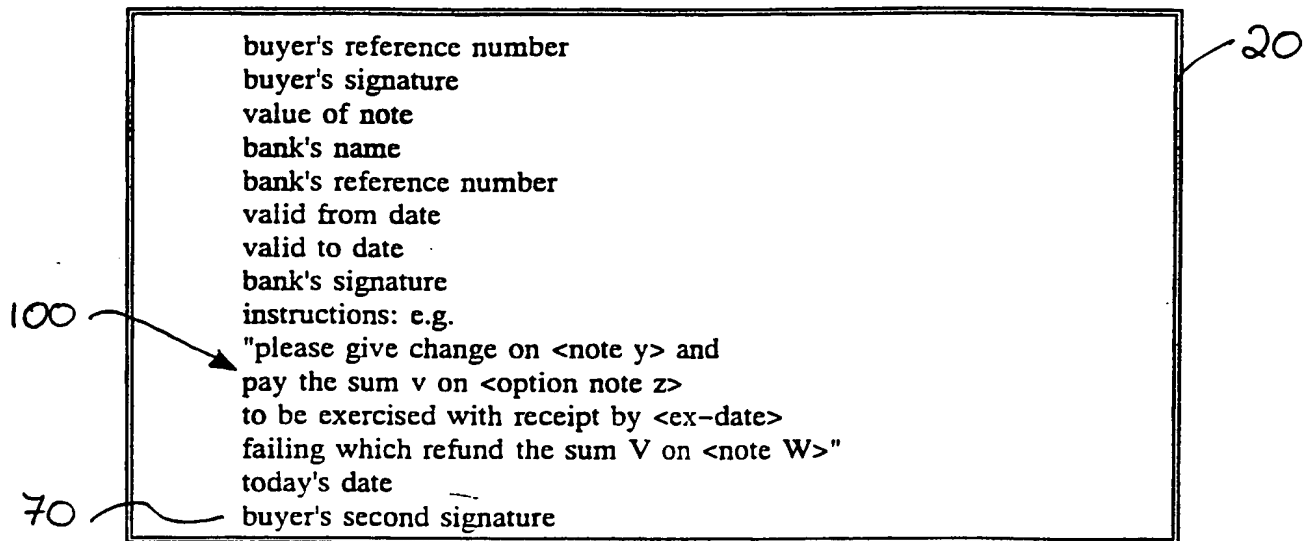 buyer's reference number
20
buyer's signature
value of note
bank's name
bank's reference number
valid from date
valid to date
bank's signature
100
instructions: e.g.
"please give change on <note y> and
pay the sum v on <option note z>
to be exercised with receipt by <ex-date>
failing which refund the sum V on <note W>"
today's date
70
buyer's second signature